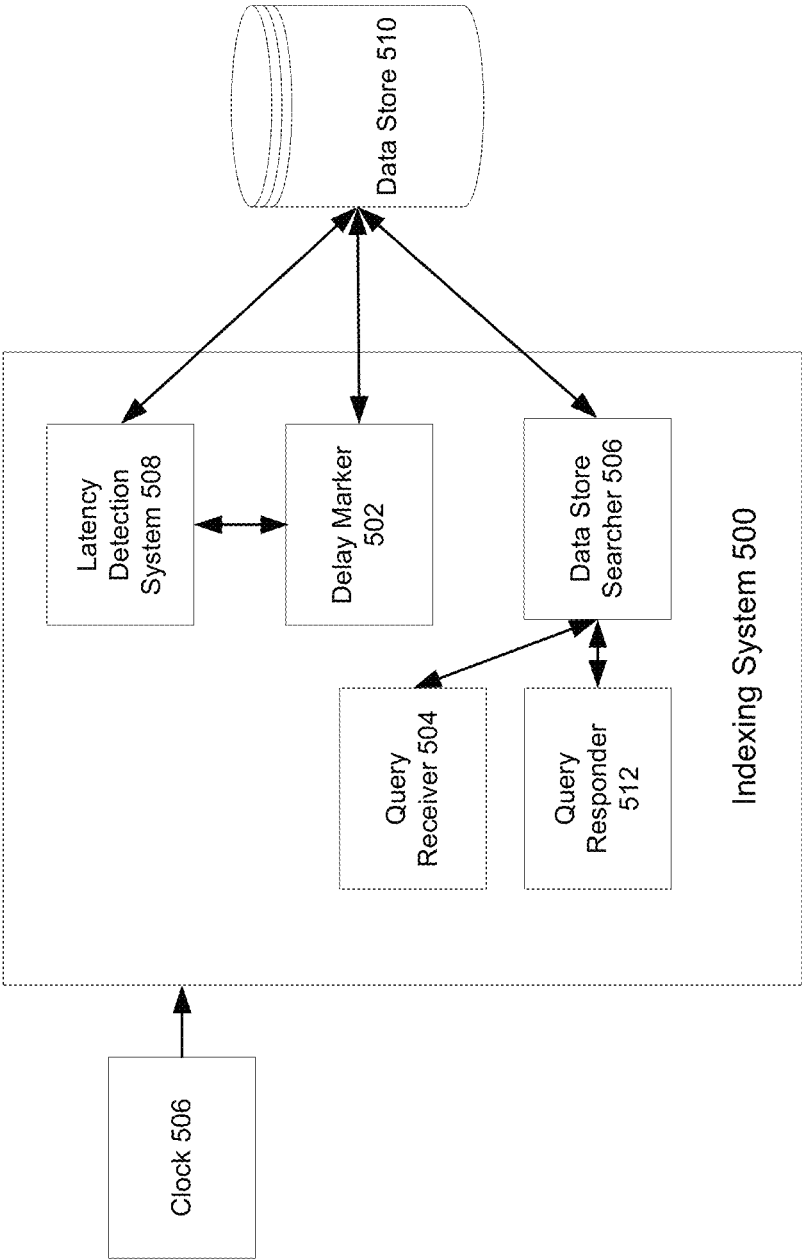 Clock 506
Latency
Detection
System 508
Delay Marker
502
Data Store 510
Query
Receiver 504
Query
Responder
512
Data Store
Searcher 506
Indexing System 500